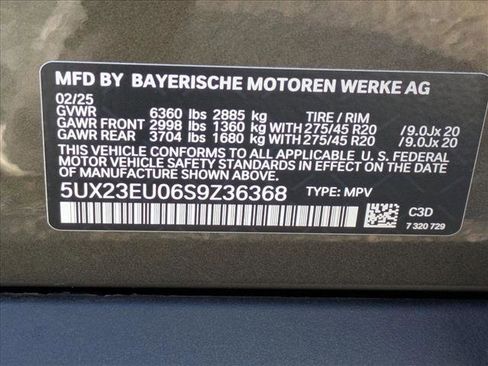 MFD BY BAYERISCHE MOTOREN WERKE AG
02/25
GVWR 6360 lbs 2885 kg TIRE / RIM
GAWR FRONT 2998 lbs 1360 kg WITH 275/45 R20 /9.0Jx 20
GAWR REAR 3704 lbs 1680 kg WITH 275/45 R20 /9.0Jx 20
THIS VEHICLE CONFORMS TO ALL APPLICABLE U. S. FEDERAL
MOTOR VEHICLE SAFETY STANDARDS IN EFFECT ON THE DATE
OF MANUFACTURE SHOWN ABOVE.
5UX23EU06S9Z36368 TYPE: MPV
C3D
7 320 729